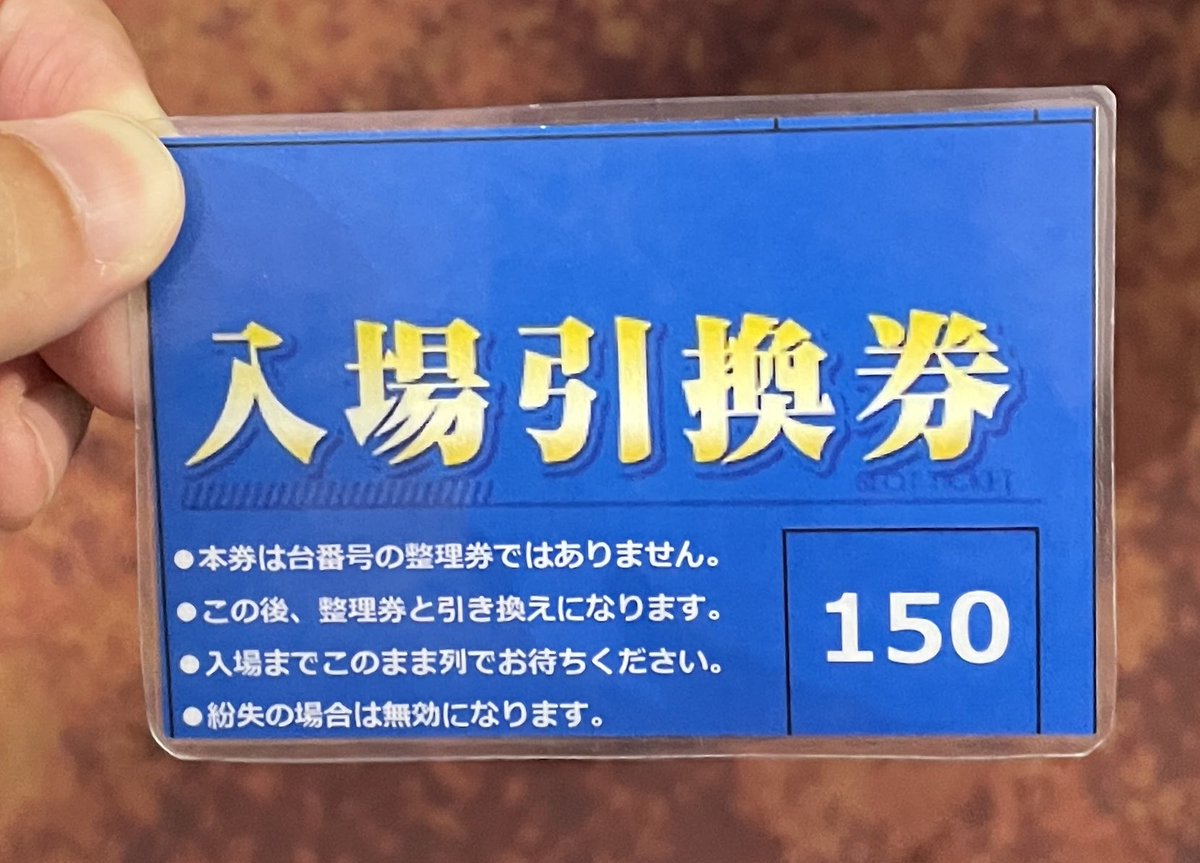 入場引換券
●本券は台番号の整理券ではありません。
●この後、整理券と引き換えになります。
●入場までこのまま列でお待ちください。
●紛失の場合は無効になります。
150